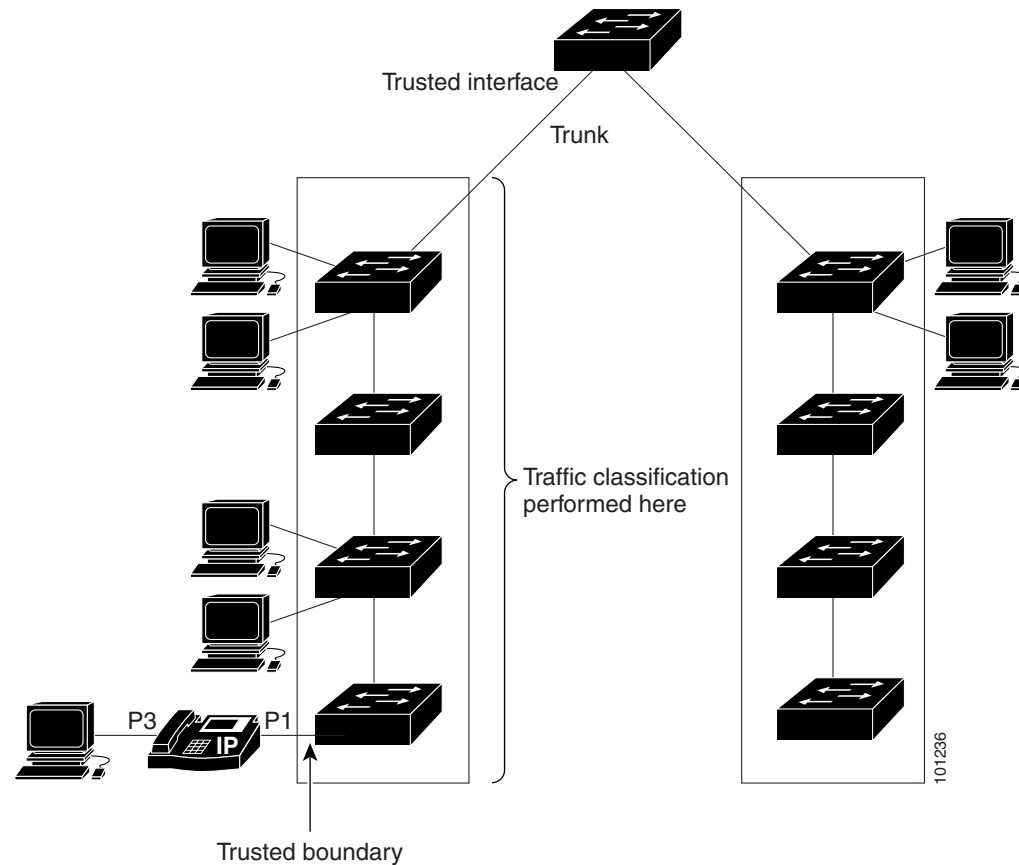 Trusted interface
Trunk
Traffic classification
performed here
P3
IP
P1
101236
Trusted boundary